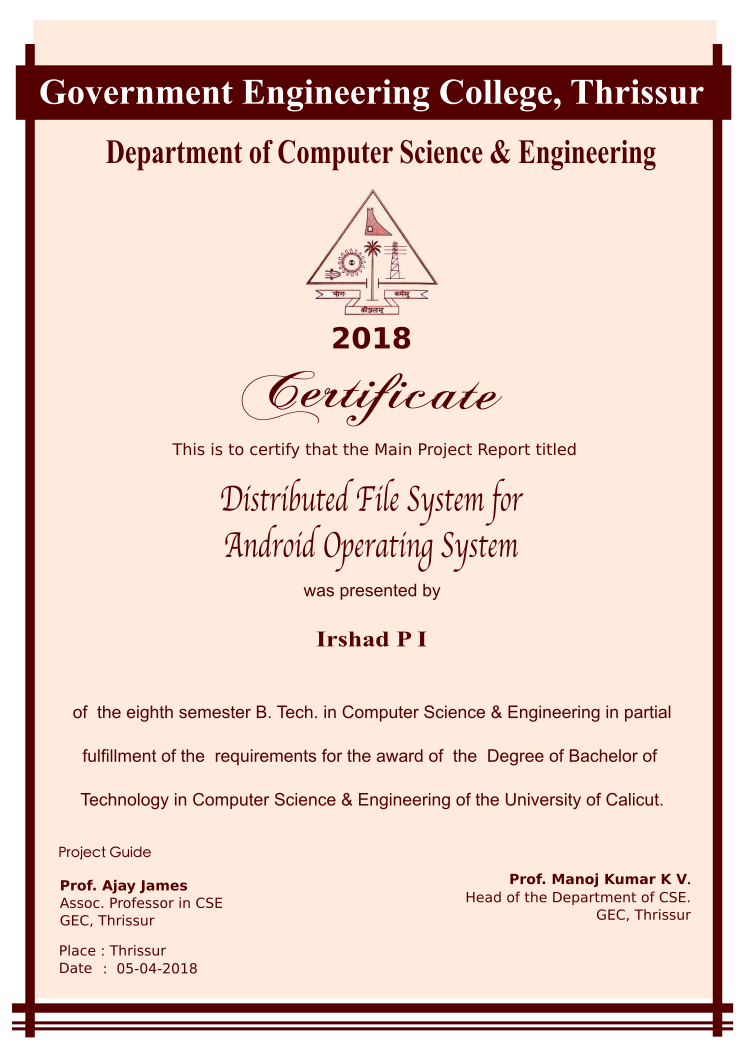 Government Engineering College, Thrissur
Department of Computer Science & Engineering
योगः
कर्मसु
कौशलम्
2018
Certificate
This is to certify that the Main Project Report titled
Distributed File System for
Android Operating System
was presented by
Irshad P I
of the eighth semester B. Tech. in Computer Science & Engineering in partial
fulfillment of the requirements for the award of the Degree of Bachelor of
Technology in Computer Science & Engineering of the University of Calicut.
Project Guide
Prof. Ajay James
Assoc. Professor in CSE
GEC, Thrissur
Prof. Manoj Kumar K V.
Head of the Department of CSE.
GEC, Thrissur
Place : Thrissur
Date : 05-04-2018